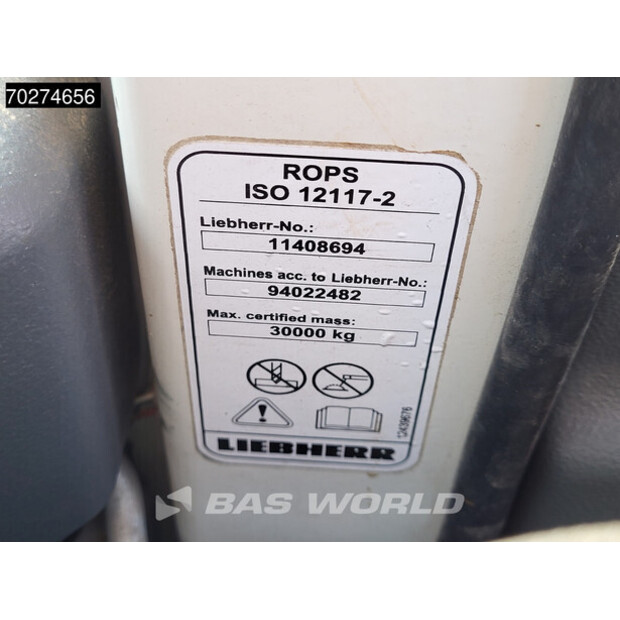 70274656
ROPS
ISO 12117-2
Liebherr-No.:
11408694
Machines acc. to Liebherr-No.:
94022482
Max. certified mass:
30000 kg
LIEBHERR
12439676
BAS WORLD